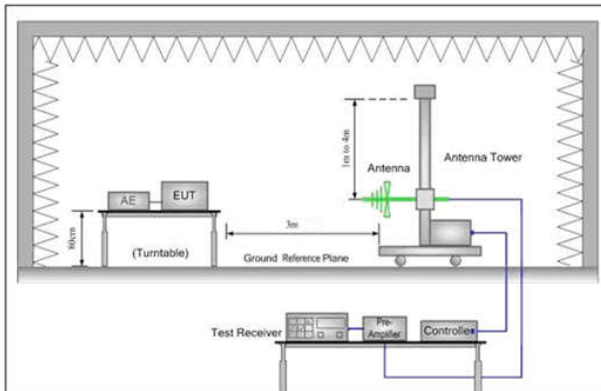 1m to 4m
Antenna
Antenna Tower
AE
EUT
80cm
(Turntable)
3m
Ground Reference Plane
Test Receiver
Pre-
Amplifier
Controller